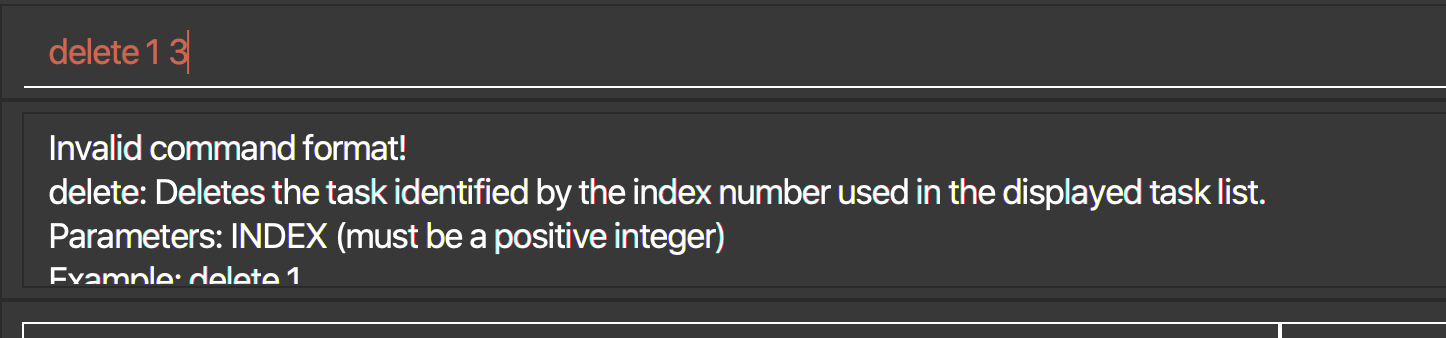 delete 1 3
Invalid command format!
delete: Deletes the task identified by the index number used in the displayed task list.
Parameters: INDEX (must be a positive integer)
Example: delete 1